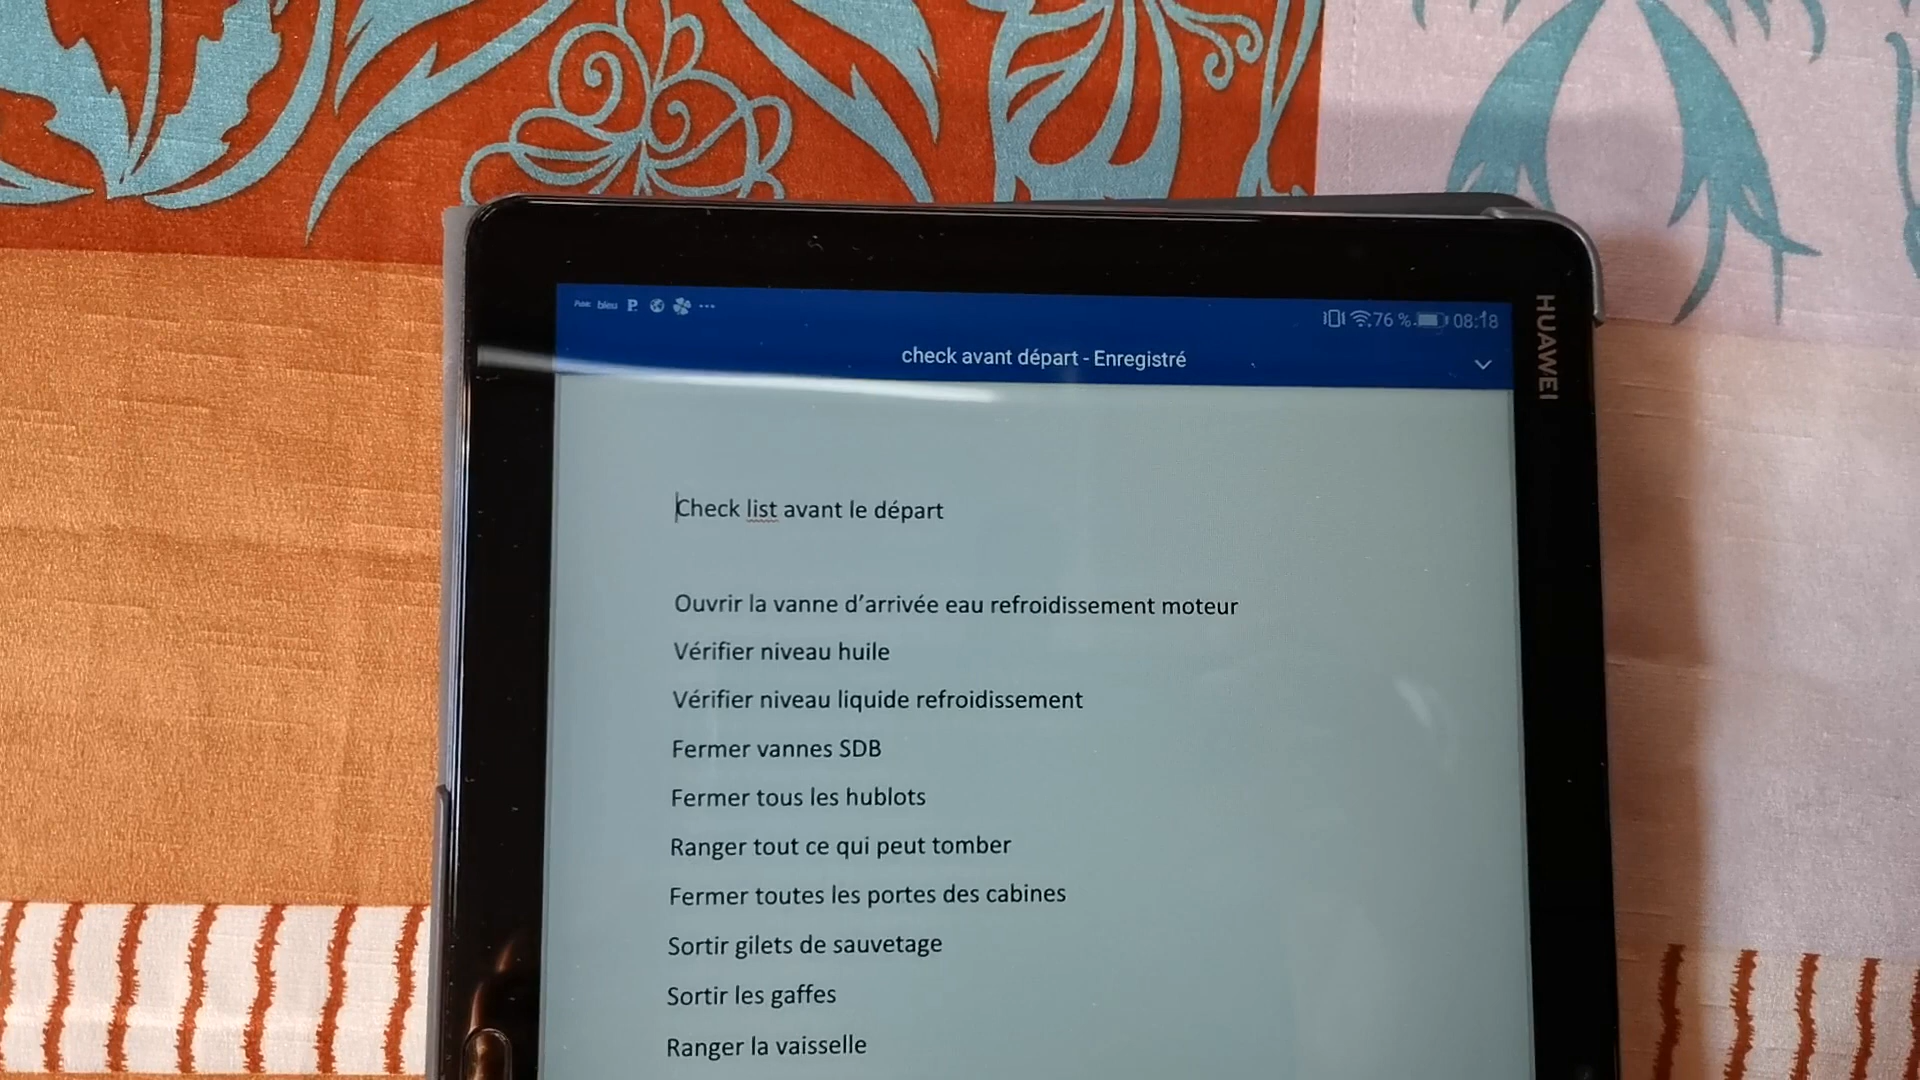 bleu P
76 % 08:18
HUAWEI
check avant départ - Enregistré
Check list avant le départ
Ouvrir la vanne d’arrivée eau refroidissement moteur
Vérifier niveau huile
Vérifier niveau liquide refroidissement
Fermer vannes SDB
Fermer tous les hublots
Ranger tout ce qui peut tomber
Fermer toutes les portes des cabines
Sortir gilets de sauvetage
Sortir les gaffes
Ranger la vaisselle